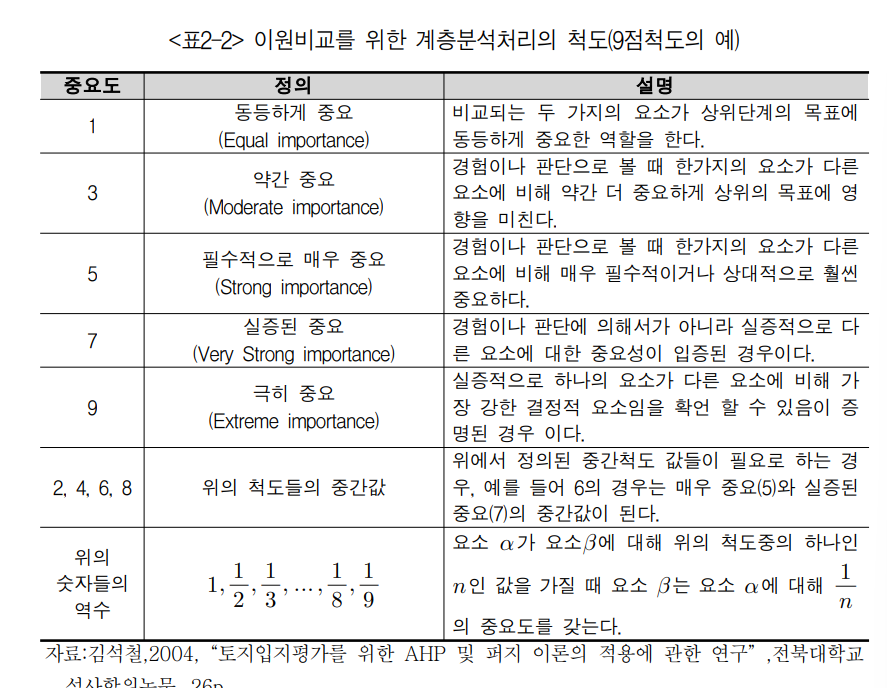 <표2-2> 이원비교를 위한 계층분석처리의 척도(9점척도의 예)
중요도 정의 설명
1
동등하게 중요
(Equal importance)
비교되는 두 가지의 요소가 상위단계의 목표에
동등하게 중요한 역할을 한다.
3
약간 중요
(Moderate importance)
경험이나 판단으로 볼 때 한가지의 요소가 다른
요소에 비해 약간 더 중요하게 상위의 목표에 영
향을 미친다.
5
필수적으로 매우 중요
(Strong importance)
경험이나 판단으로 볼 때 한가지의 요소가 다른
요소에 비해 매우 필수적이거나 상대적으로 훨씬
중요하다.
7
실증된 중요
(Very Strong importance)
경험이나 판단에 의해서가 아니라 실증적으로 다
른 요소에 대한 중요성이 입증된 경우이다.
9
극히 중요
(Extreme importance)
실증적으로 하나의 요소가 다른 요소에 비해 가
장 강한 결정적 요소임을 확언 할 수 있음이 증
명된 경우 이다.
2, 4, 6, 8
위의 척도들의 중간값
위에서 정의된 중간척도 값들이 필요로 하는 경
우, 예를 들어 6의 경우는 매우 중요(5)와 실증된
중요(7)의 중간값이 된다.
위의
숫자들의
역수
1, 1/2, 1/3, ..., 1/8, 1/9
요소 α가 요소β에 대해 위의 척도중의 하나인
n인 값을 가질 때 요소 β는 요소 α에 대해 1/n
의 중요도를 갖는다.
자료:김석철,2004, “토지입지평가를 위한 AHP 및 퍼지 이론의 적용에 관한 연구” ,전북대학교
석사학위논문, 26p